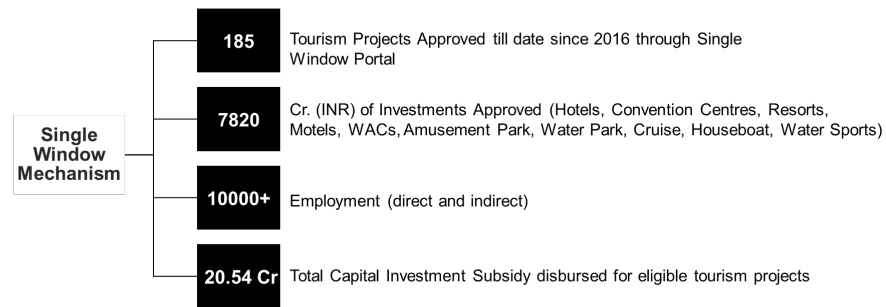 Single
Window
Mechanism
185
Tourism Projects Approved till date since 2016 through Single
Window Portal
7820
Cr. (INR) of Investments Approved (Hotels, Convention Centres, Resorts,
Motels, WACs, Amusement Park, Water Park, Cruise, Houseboat, Water Sports)
10000+
Employment (direct and indirect)
20.54 Cr
Total Capital Investment Subsidy disbursed for eligible tourism projects